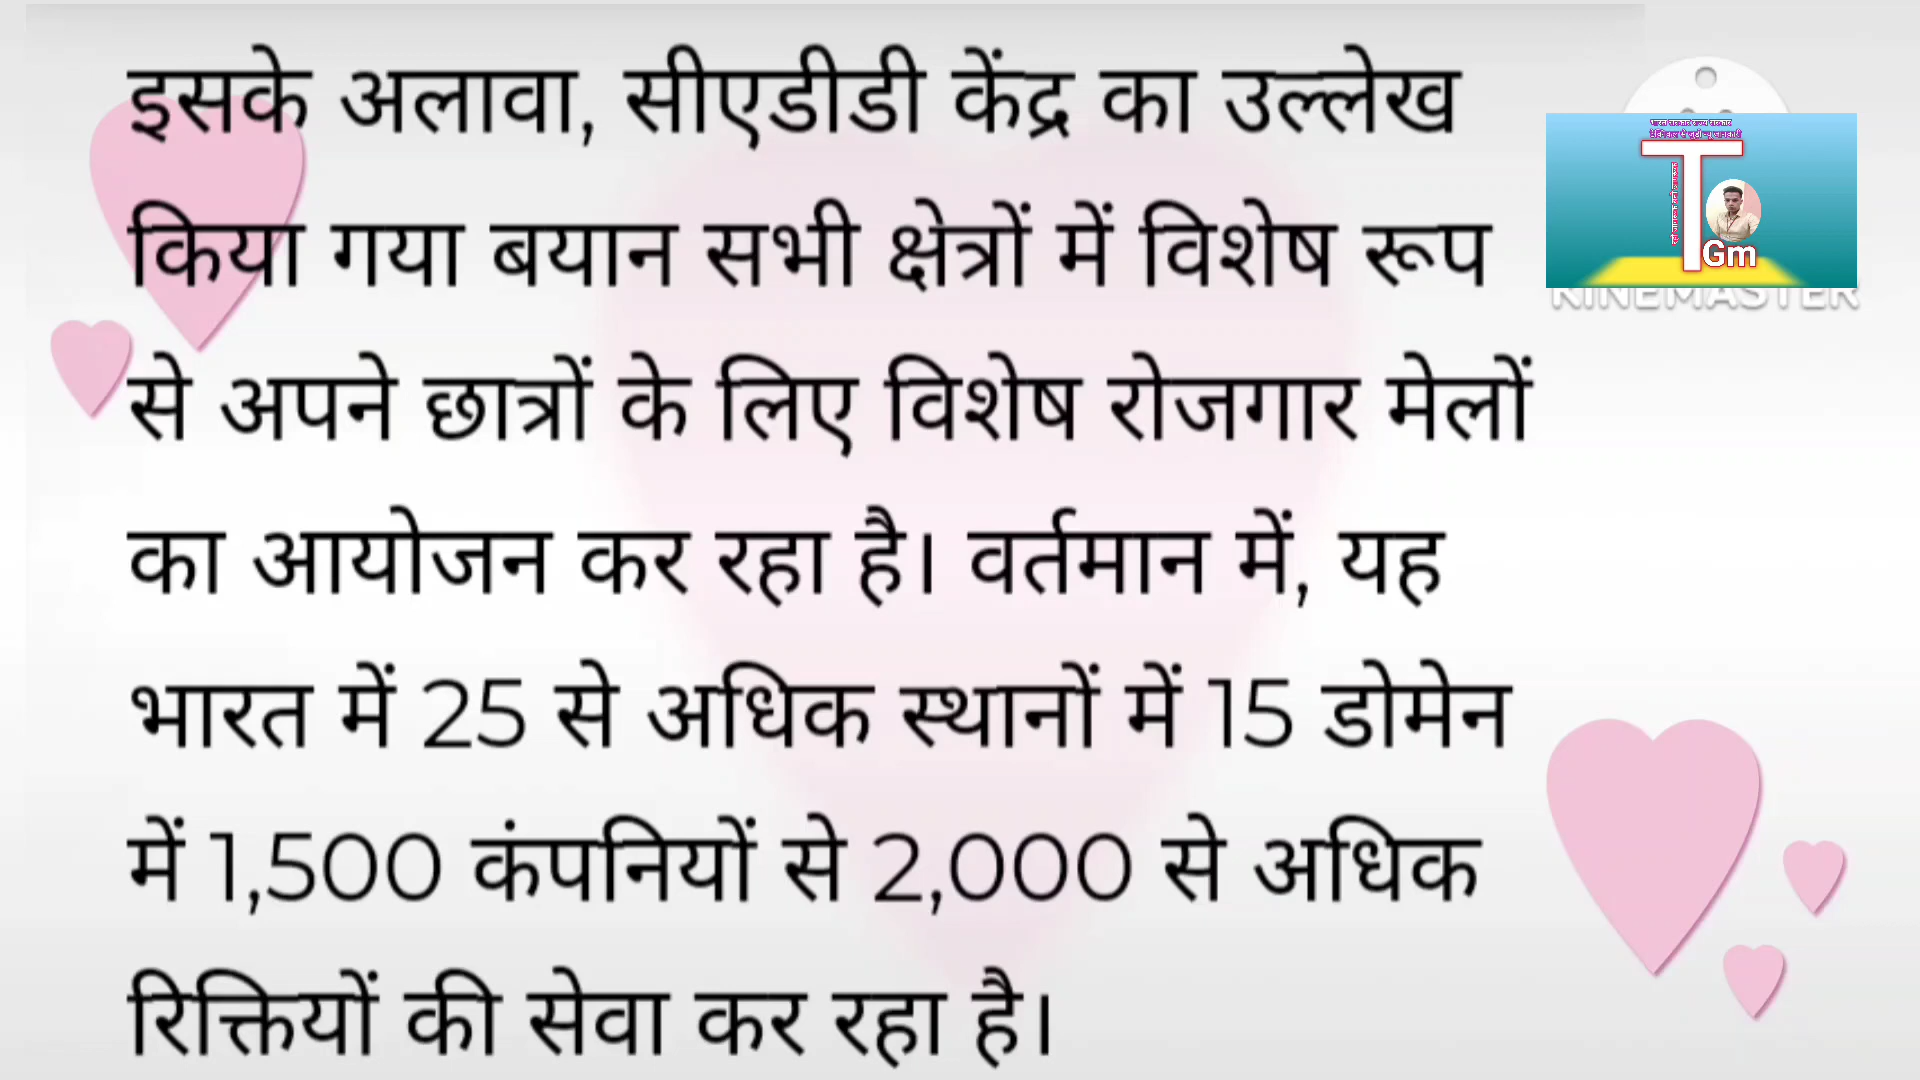 इसके अलावा, सीएडीडी केंद्र का उल्लेख
किया गया बयान सभी क्षेत्रों में विशेष रूप
से अपने छात्रों के लिए विशेष रोजगार मेलों
का आयोजन कर रहा है। वर्तमान में, यह
भारत में 25 से अधिक स्थानों में 15 डोमेन
में 1,500 कंपनियों से 2,000 से अधिक
रिक्तियों की सेवा कर रहा है।
T
Gm
KINEMASTER